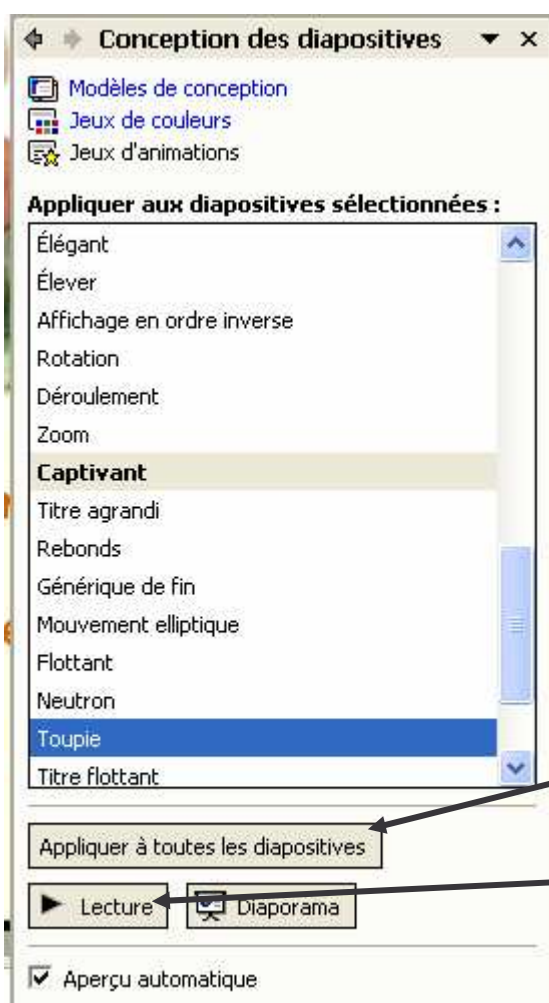 Conception des diapositives
Modèles de conception
Jeux de couleurs
Jeux d'animations
Appliquer aux diapositives sélectionnées :
Élégant
Élever
Affichage en ordre inverse
Rotation
Déroulement
Zoom
Captivant
Titre agrandi
Rebonds
Générique de fin
Mouvement elliptique
Flottant
Neutron
Toupie
Titre flottant
Appliquer à toutes les diapositives
Lecture Diaporama
Aperçu automatique